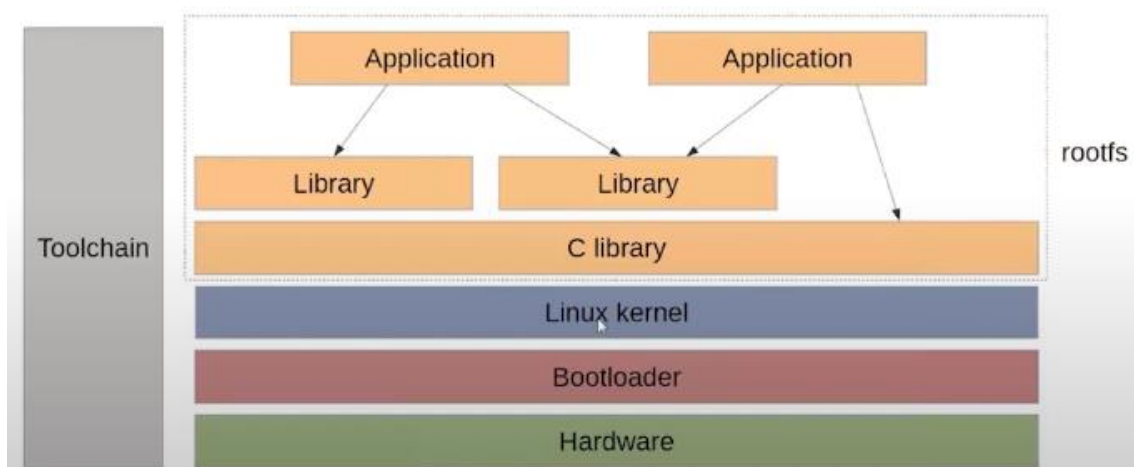 Application
Application
rootfs
Library
Library
Toolchain
C library
Linux kernel
Bootloader
Hardware